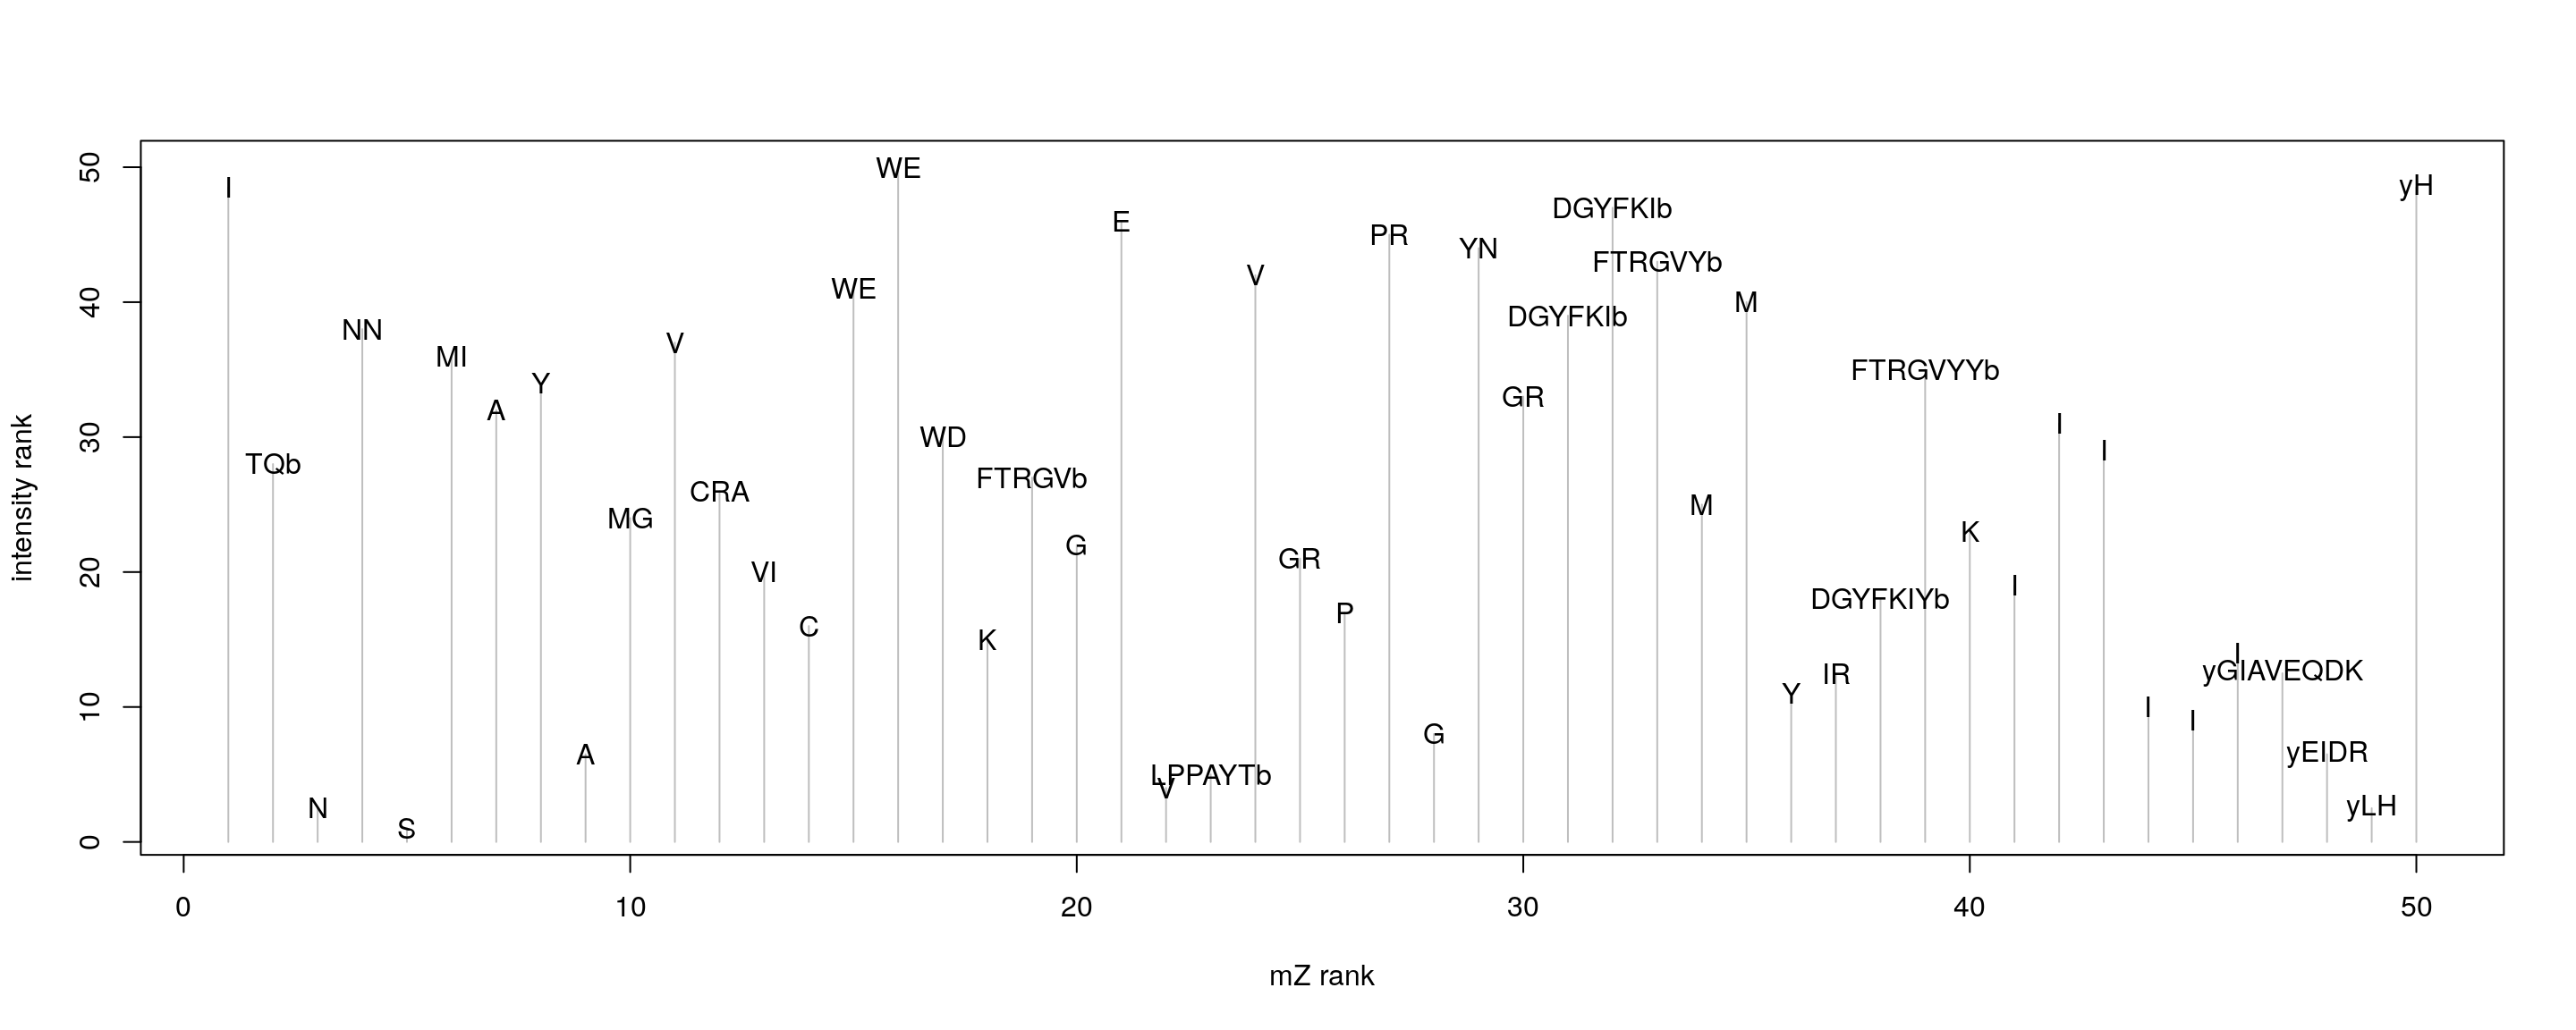 WE
I
yH
DGYFKIb
E
PR
YN
FTRGVYb
V
WE
M
DGYFKIb
NN
V
MI
FTRGVYYb
Y
GR
A
I
WD
I
TQb
FTRGVb
CRA
M
MG
K
G
GR
VI
I
DGYFKIYb
P
C
K
I
yGIAVEQDK
IR
Y
I
I
G
A
yEIDR
LPPAYTb
V
N
yLH
S
50
40
30
20
10
0
intensity rank
0 10 20 30 40 50
mZ rank